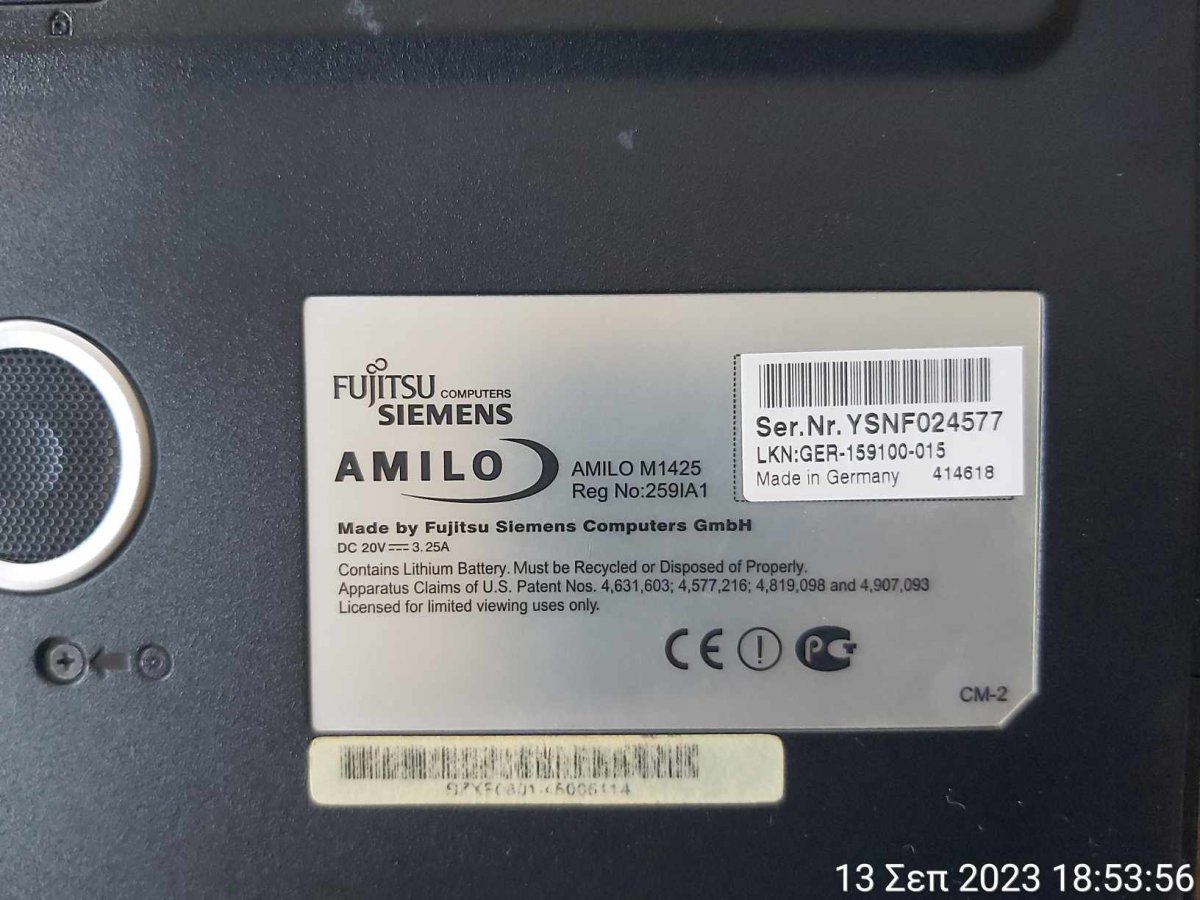 FUJITSU COMPUTERS
SIEMENS
AMILO
AMILO M1425
Reg No:259IA1
Ser.Nr.YSNF024577
LKN:GER-159100-015
Made in Germany 414618
Made by Fujitsu Siemens Computers GmbH
DC 20V⎓3.25A
Contains Lithium Battery. Must be Recycled or Disposed of Properly.
Apparatus Claims of U.S. Patent Nos. 4,631,603; 4,577,216; 4,819,098 and 4,907,093
Licensed for limited viewing uses only.
CE
CM-2
13 Σεπ 2023 18:53:56